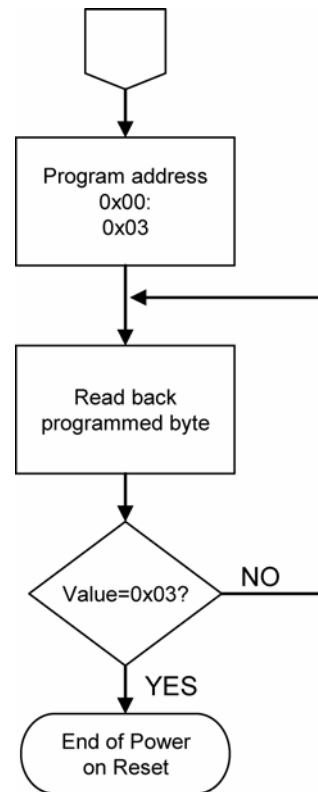 Program address
0x00:
0x03
Read back
programmed byte
Value=0x03?
NO
YES
End of Power
on Reset